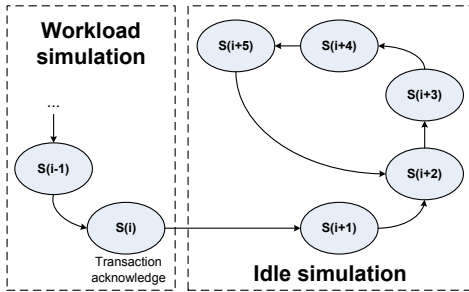 Workload
simulation
...
S(i-1)
S(i)
Transaction
acknowledge
S(i+5)
S(i+4)
S(i+3)
S(i+2)
S(i+1)
Idle simulation